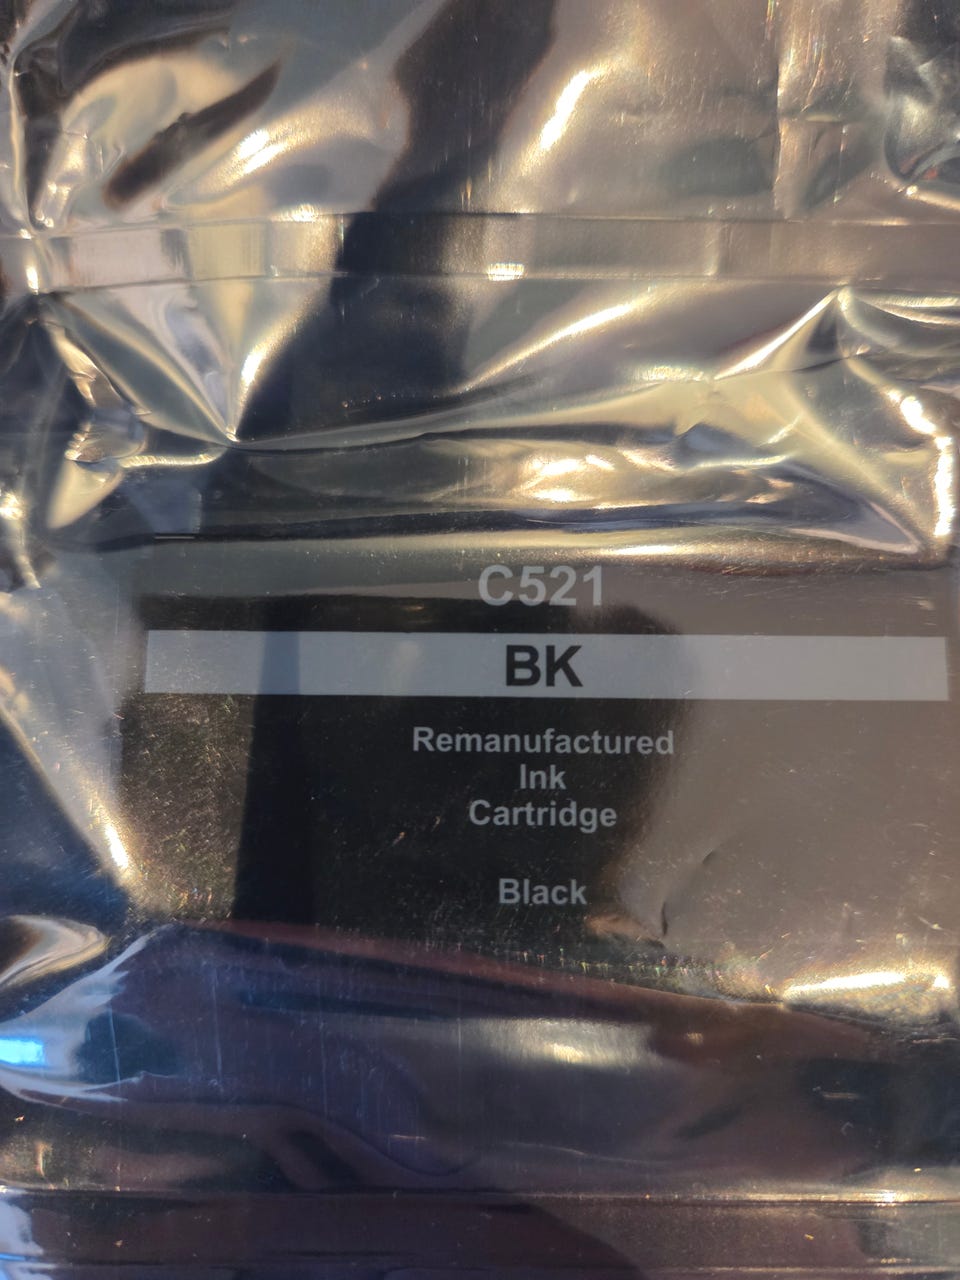 C521
BK
Remanufactured
Ink
Cartridge
Black